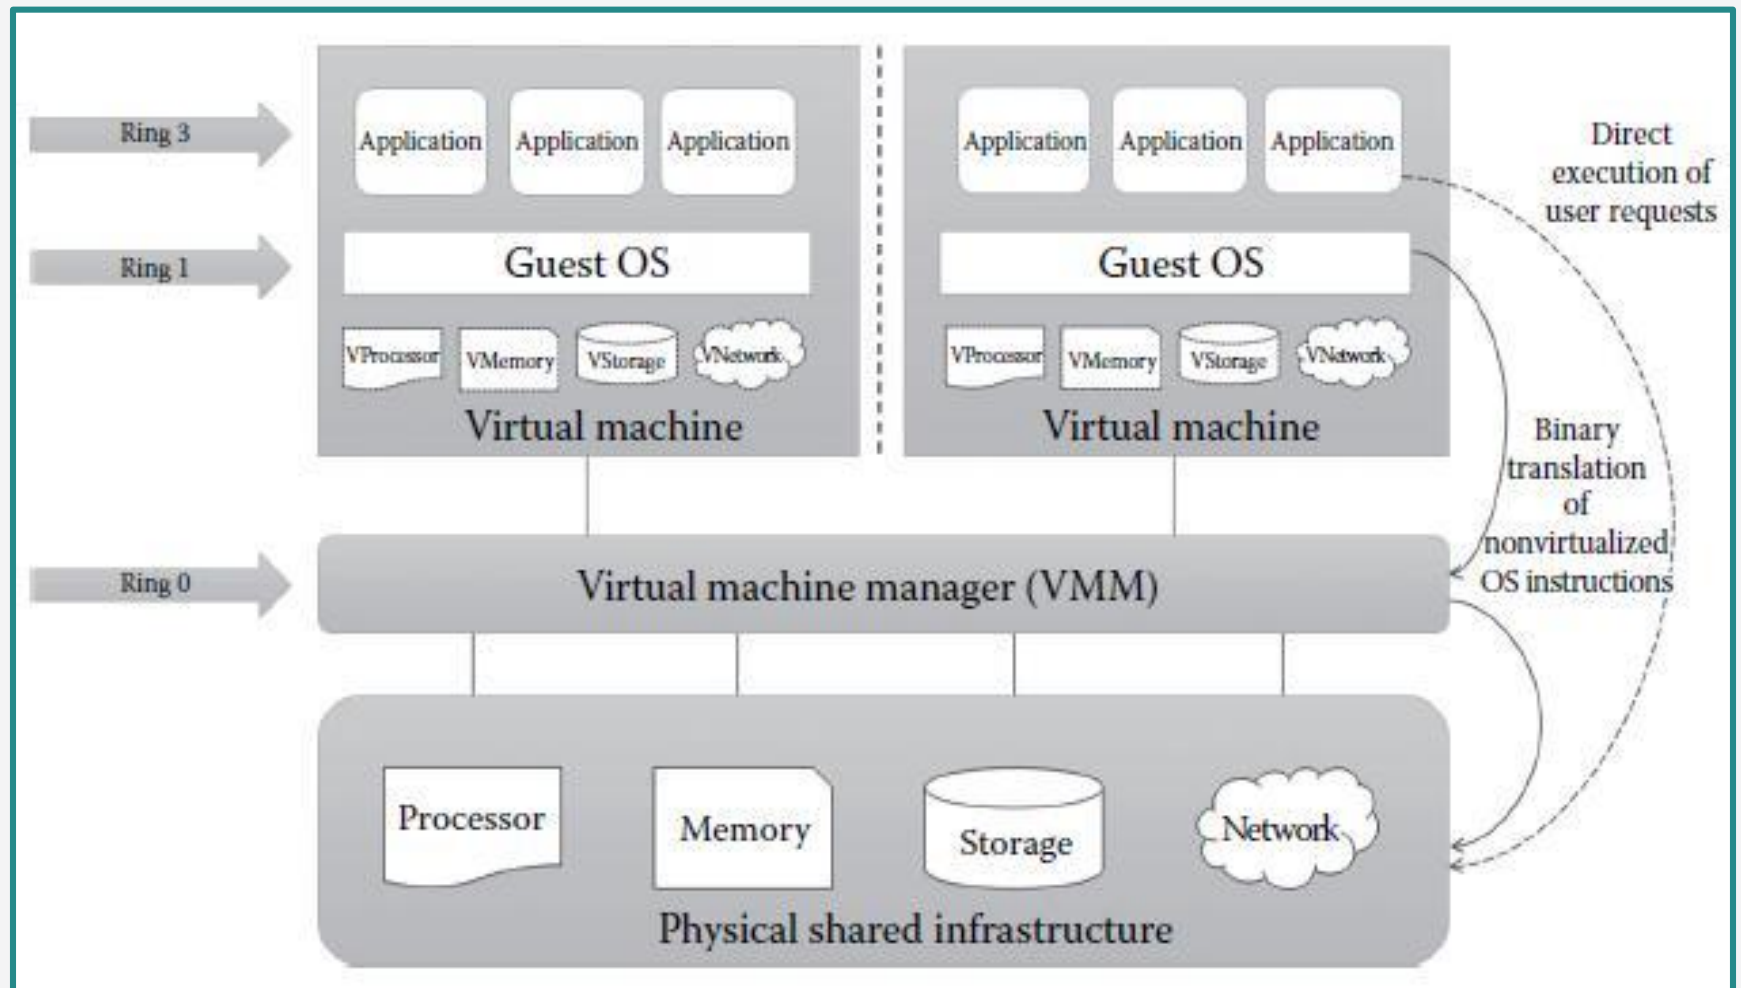 Ring 3
Application
Application
Application
Application
Application
Application
Direct
execution of
user requests
Ring 1
Guest OS
Guest OS
VProcessor
VMemory
VStorage
VNetwork
VProcessor
VMemory
VStorage
VNetwork
Virtual machine
Virtual machine
Binary
translation
of
nonvirtualized
OS instructions
Ring 0
Virtual machine manager (VMM)
Processor
Memory
Storage
Network
Physical shared infrastructure